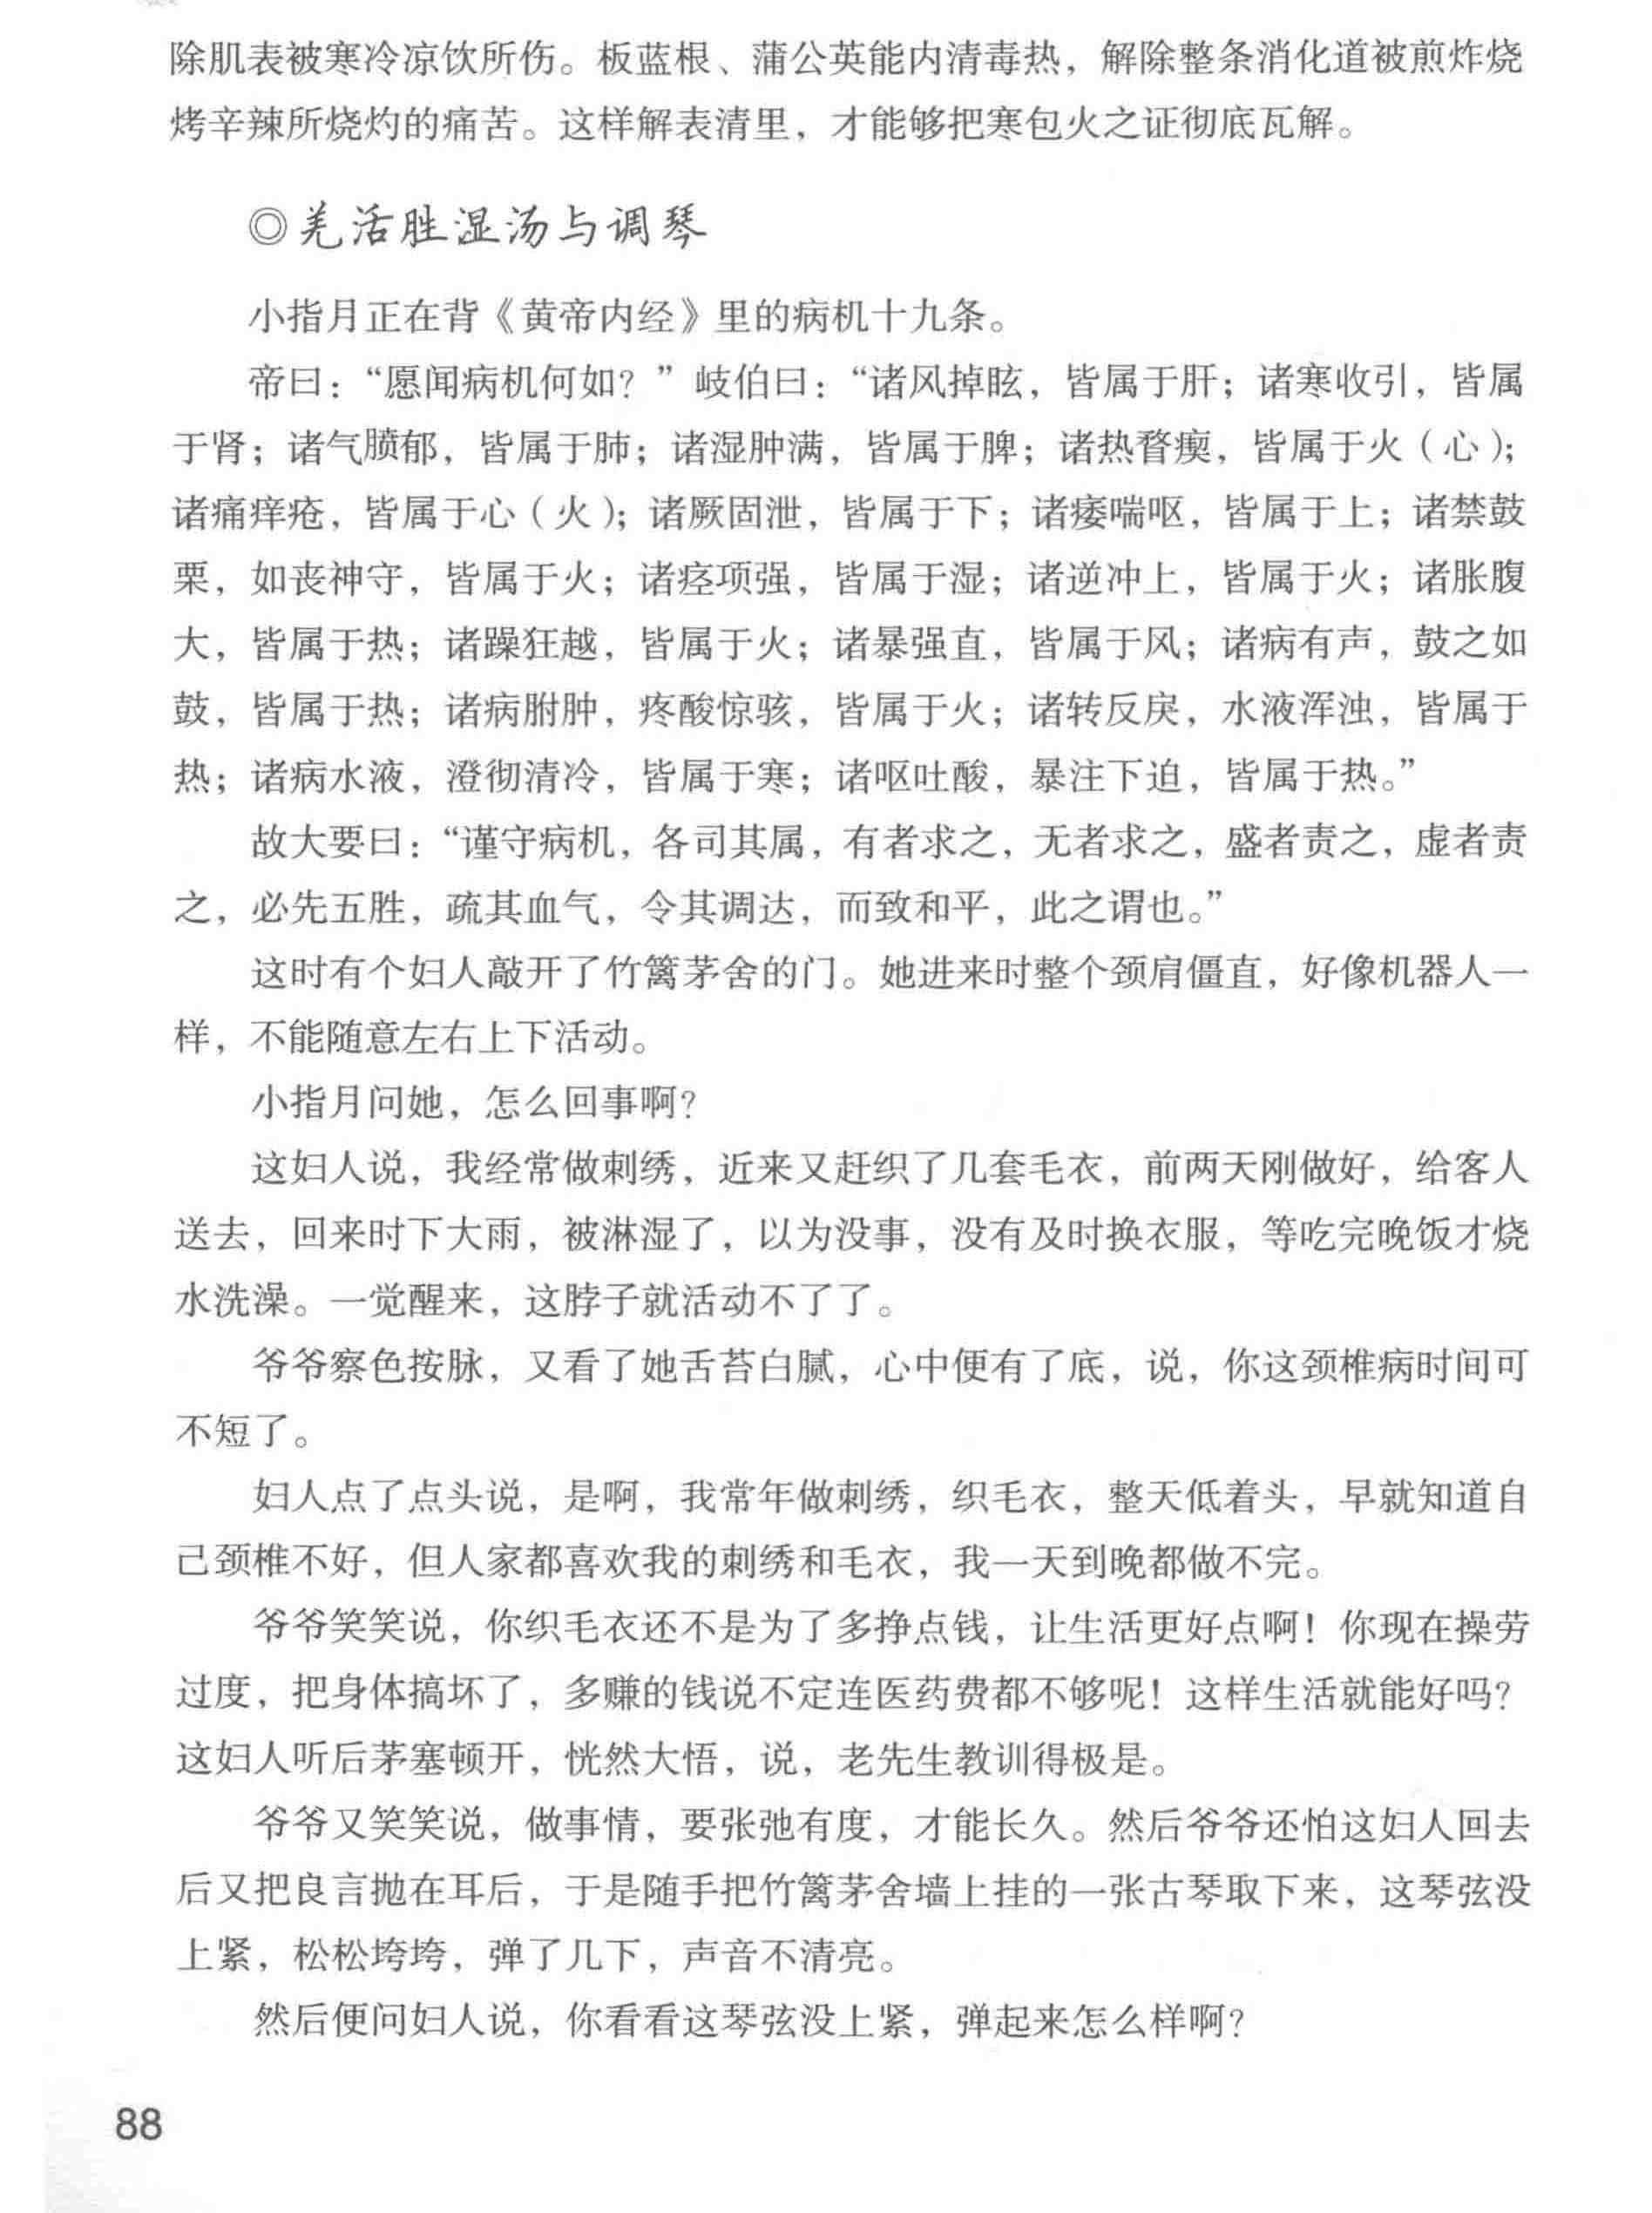 除肌表被寒冷凉饮所伤。板蓝根、蒲公英能内清毒热，解除整条消化道被煎炸烧
烤辛辣所烧灼的痛苦。这样解表清里，才能够把寒包火之证彻底瓦解。
◎羌活胜湿汤与调琴
小指月正在背《黄帝内经》里的病机十九条。
帝曰：“愿闻病机何如？”岐伯曰：“诸风掉眩，皆属于肝；诸寒收引，皆属
于肾；诸气膹郁，皆属于肺；诸湿肿满，皆属于脾；诸热瞀瘈，皆属于火（心）；
诸痛痒疮，皆属于心（火）；诸厥固泄，皆属于下；诸痿喘呕，皆属于上；诸禁鼓
栗，如丧神守，皆属于火；诸痉项强，皆属于湿；诸逆冲上，皆属于火；诸胀腹
大，皆属于热；诸躁狂越，皆属于火；诸暴强直，皆属于风；诸病有声，鼓之如
鼓，皆属于热；诸病胕肿，疼酸惊骇，皆属于火；诸转反戾，水液浑浊，皆属于
热；诸病水液，澄彻清冷，皆属于寒；诸呕吐酸，暴注下迫，皆属于热。”
故大要曰：“谨守病机，各司其属，有者求之，无者求之，盛者责之，虚者责
之，必先五胜，疏其血气，令其调达，而致和平，此之谓也。”
这时有个妇人敲开了竹篱茅舍的门。她进来时整个颈肩僵直，好像机器人一
样，不能随意左右上下活动。
小指月问她，怎么回事啊？
这妇人说，我经常做刺绣，近来又赶织了几套毛衣，前两天刚做好，给客人
送去，回来时下大雨，被淋湿了，以为没事，没有及时换衣服，等吃完晚饭才烧
水洗澡。一觉醒来，这脖子就活动不了了。
爷爷察色按脉，又看了她舌苔白腻，心中便有了底，说，你这颈椎病时间可
不短了。
妇人点了点头说，是啊，我常年做刺绣，织毛衣，整天低着头，早就知道自
己颈椎不好，但人家都喜欢我的刺绣和毛衣，我一天到晚都做不完。
爷爷笑笑说，你织毛衣还不是为了多挣点钱，让生活更好点啊！你现在操劳
过度，把身体搞坏了，多赚的钱说不定连医药费都不够呢！这样生活就能好吗？
这妇人听后茅塞顿开，恍然大悟，说，老先生教训得极是。
爷爷又笑笑说，做事情，要张弛有度，才能长久。然后爷爷还怕这妇人回去
后又把良言抛在耳后，于是随手把竹篱茅舍墙上挂的一张古琴取下来，这琴弦没
上紧，松松垮垮，弹了几下，声音不清亮。
然后便问妇人说，你看看这琴弦没上紧，弹起来怎么样啊？
88